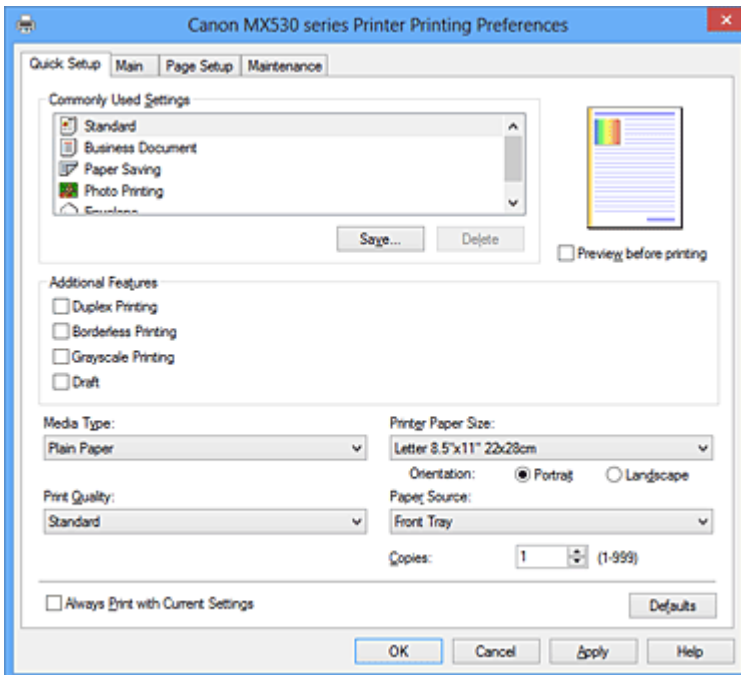 Canon MX530 series Printer Printing Preferences
Quick Setup Main Page Setup Maintenance
Commonly Used Settings
Standard
Business Document
Paper Saving
Photo Printing
Envelope
Save... Delete
Preview before printing
Additional Features
Duplex Printing
Borderless Printing
Grayscale Printing
Draft
Media Type:
Plain Paper
Printer Paper Size:
Letter 8.5"x11" 22x28cm
Orientation: Portrait Landscape
Print Quality:
Standard
Paper Source:
Front Tray
Copies: 1 (1-999)
Always Print with Current Settings
Defaults
OK Cancel Apply Help